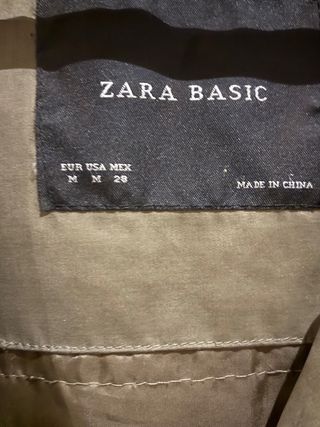 ZARA BASIC
EUR USA MEX
M M 28
MADE IN CHINA